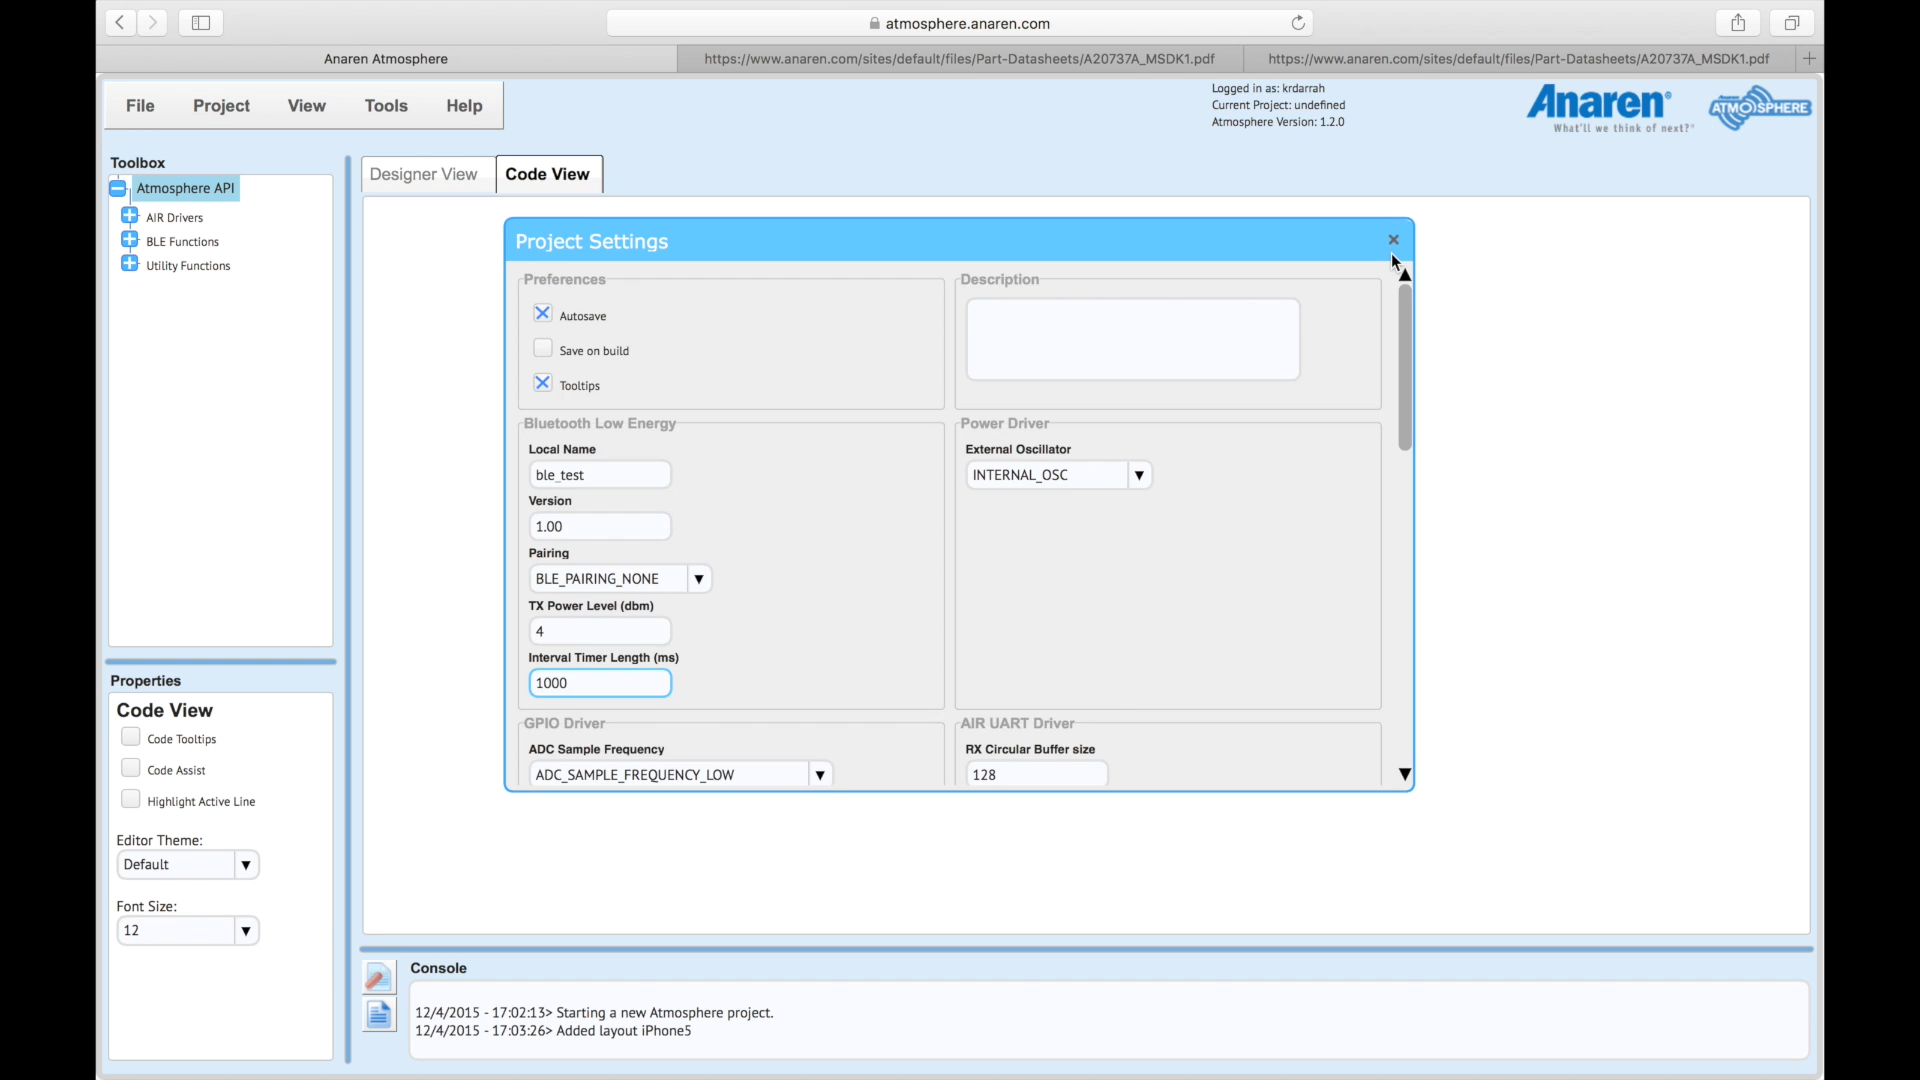 atmosphere.anaren.com
Anaren Atmosphere
https://www.anaren.com/sites/default/files/Part-Datasheets/A20737A_MSDK1.pdf
https://www.anaren.com/sites/default/files/Part-Datasheets/A20737A_MSDK1.pdf
File Project View Tools Help
Logged in as: krdarrah
Current Project: undefined
Atmosphere Version: 1.2.0
Anaren®
What'll we think of next?™
Anaren
ATMOSPHERE
Toolbox
Atmosphere API
AIR Drivers
BLE Functions
Utility Functions
Designer View
Code View
Project Settings
Preferences
Autosave
Save on build
Tooltips
Description
Bluetooth Low Energy
Local Name
ble_test
Version
1.00
Pairing
BLE_PAIRING_NONE
TX Power Level (dbm)
4
Interval Timer Length (ms)
1000
Power Driver
External Oscillator
INTERNAL_OSC
GPIO Driver
ADC Sample Frequency
ADC_SAMPLE_FREQUENCY_LOW
AIR UART Driver
RX Circular Buffer size
128
Properties
Code View
Code Tooltips
Code Assist
Highlight Active Line
Editor Theme:
Default
Font Size:
12
Console
12/4/2015 - 17:02:13> Starting a new Atmosphere project.
12/4/2015 - 17:03:26> Added layout iPhone5